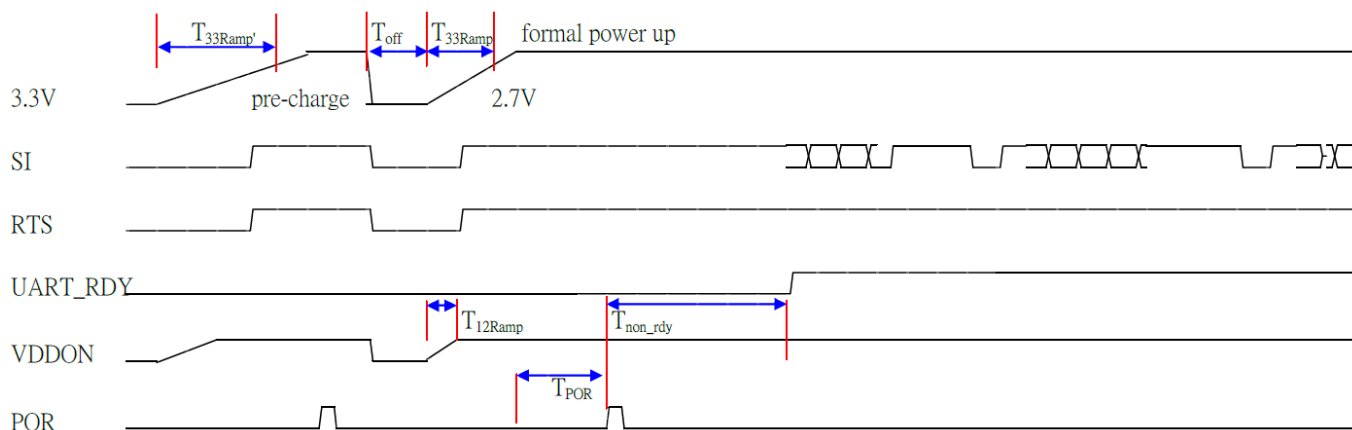 T33Ramp' Toff T33Ramp formal power up
3.3V pre-charge 2.7V
SI
RTS
UART_RDY
T12Ramp Tnon_rdy
VDDON
TPOR
POR